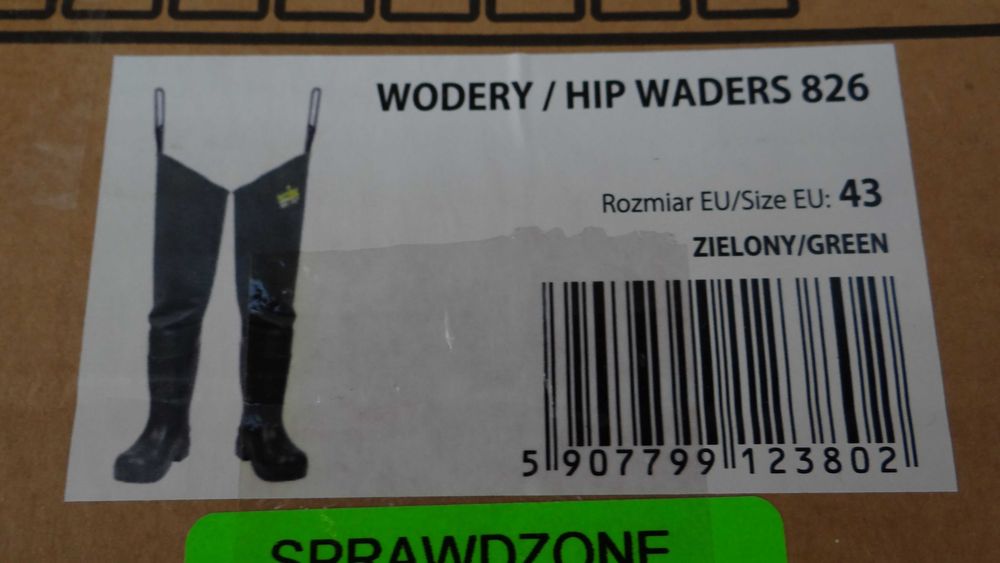 WODERY / HIP WADERS 826
Rozmiar EU/Size EU: 43
ZIELONY/GREEN
5 907799 123802
SPRAWDZONE